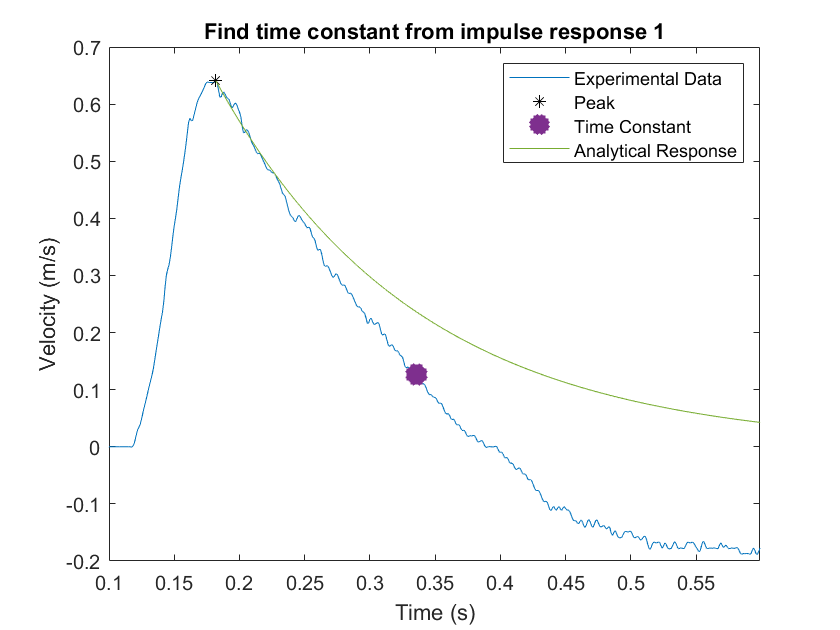 Find time constant from impulse response 1
Experimental Data
Peak
Time Constant
Analytical Response
Velocity (m/s)
0.7
0.6
0.5
0.4
0.3
0.2
0.1
0
-0.1
-0.2
0.1 0.15 0.2 0.25 0.3 0.35 0.4 0.45 0.5 0.55
Time (s)